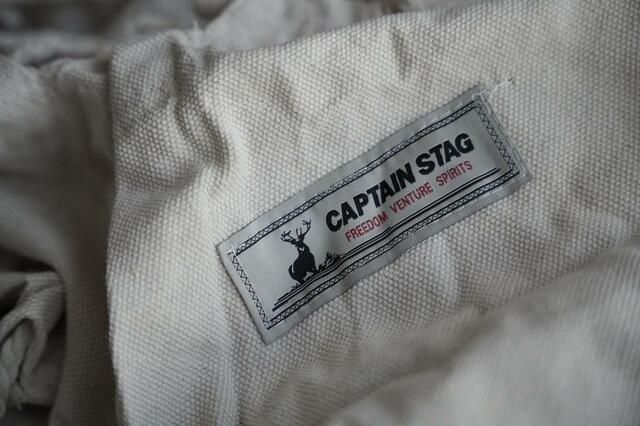 CAPTAIN STAG
FREEDOM VENTURE SPIRITS